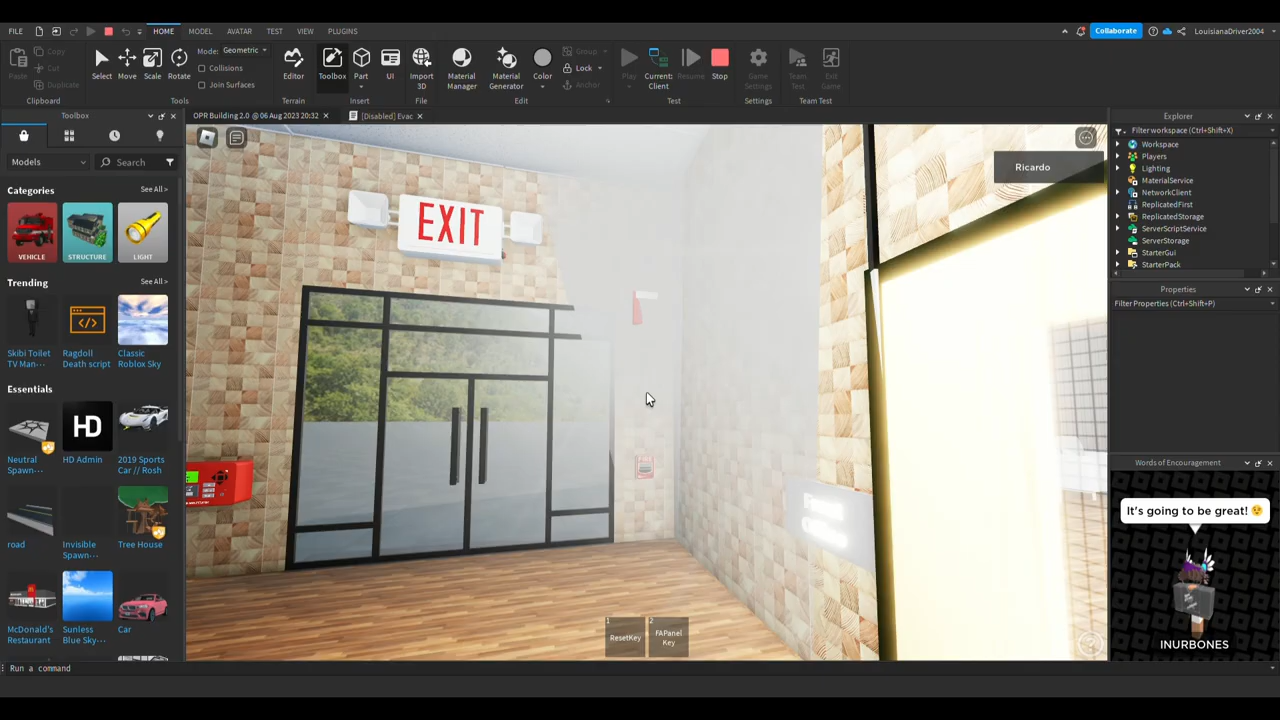 FILE HOME MODEL AVATAR TEST VIEW PLUGINS Collaborate LouisianaDriver2004
Paste Copy Cut Duplicate Select Move Scale Rotate Mode: Geometric Collisions Join Surfaces Editor Toolbox Part UI Import 3D Material Manager Material Generator Color Group Lock Anchor Play Current: Client Resume Stop Game Settings Team Test Exit Game
Clipboard Tools Terrain Insert File Edit Test Settings Team Test
Toolbox
OPR Building 2.0 @ 06 Aug 2023 20:32
[Disabled] Evac
Models
Search
Categories
See All >
VEHICLE
STRUCTURE
LIGHT
Trending
See All >
Skibi Toilet
TV Man…
Ragdoll
Death script
Classic
Roblox Sky
Essentials
Neutral
Spawn…
HD
HD Admin
2019 Sports
Car // Rosh
road
Invisible
Spawn…
Tree House
McDonald's
Restaurant
Sunless
Blue Sky…
Car
EXIT
Ricardo
1
ResetKey
2
FAPanel
Key
Explorer
Filter workspace (Ctrl+Shift+X)
Workspace
Players
Lighting
MaterialService
NetworkClient
ReplicatedFirst
ReplicatedStorage
ServerScriptService
ServerStorage
StarterGui
StarterPack
Properties
Filter Properties (Ctrl+Shift+P)
Words of Encouragement
It's going to be great! 😉
INURBONES
Run a command